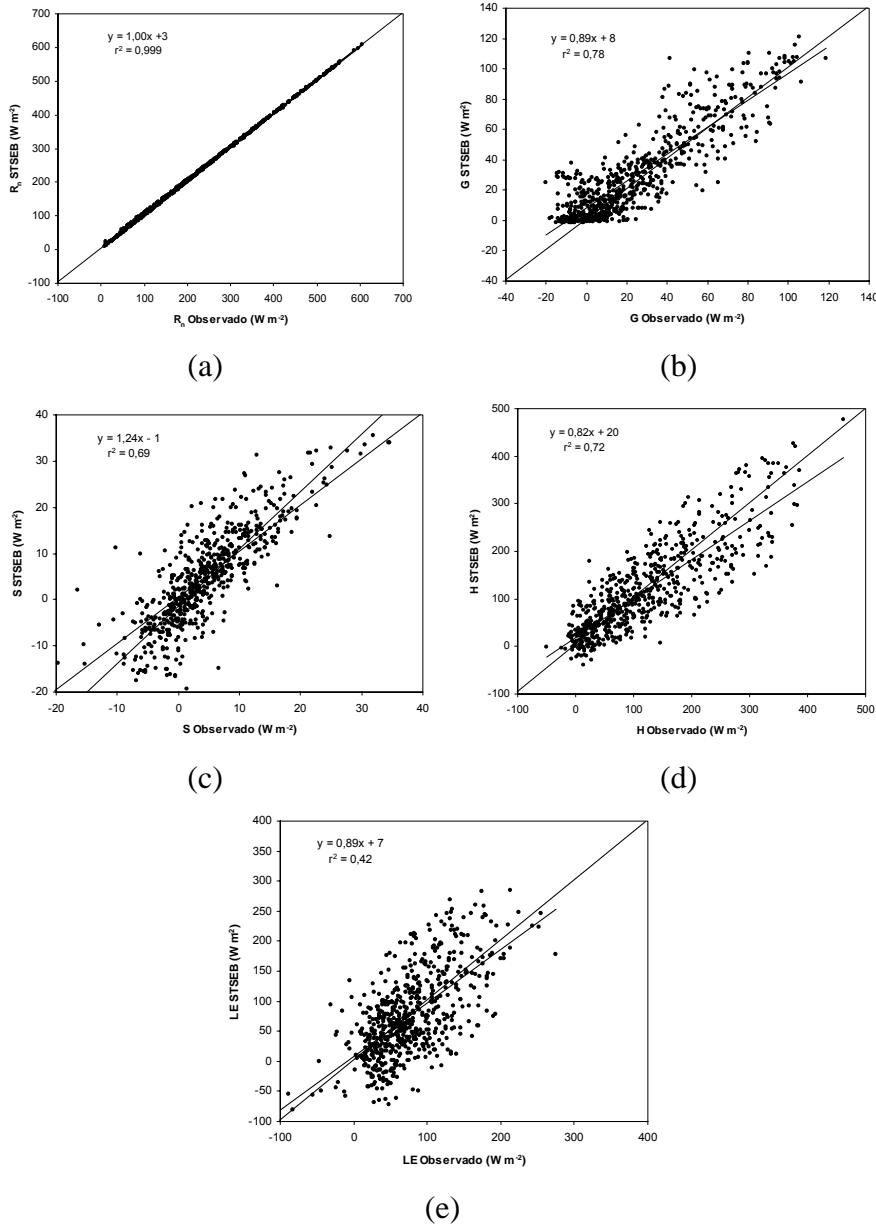 y = 1,00x +3
r² = 0,999
700
600
500
400
300
200
100
0
-100
-100 0 100 200 300 400 500 600 700
Rn STSEB (W m⁻²)
Rn Observado (W m⁻²)
(a)
y = 0,89x + 8
r² = 0,78
140
120
100
80
60
40
20
0
-20
-40
-40 -20 0 20 40 60 80 100 120 140
G STSEB (W m⁻²)
G Observado (W m⁻²)
(b)
y = 1,24x - 1
r² = 0,69
40
30
20
10
0
-10
-20
-20 -10 0 10 20 30 40
S STSEB (W m⁻²)
S Observado (W m⁻²)
(c)
y = 0,82x + 20
r² = 0,72
500
400
300
200
100
0
-100
-100 0 100 200 300 400 500
H STSEB (W m⁻²)
H Observado (W m⁻²)
(d)
y = 0,89x + 7
r² = 0,42
400
350
300
250
200
150
100
50
0
-50
-100
-100 0 100 200 300 400
LE STSEB (W m⁻²)
LE Observado (W m⁻²)
(e)